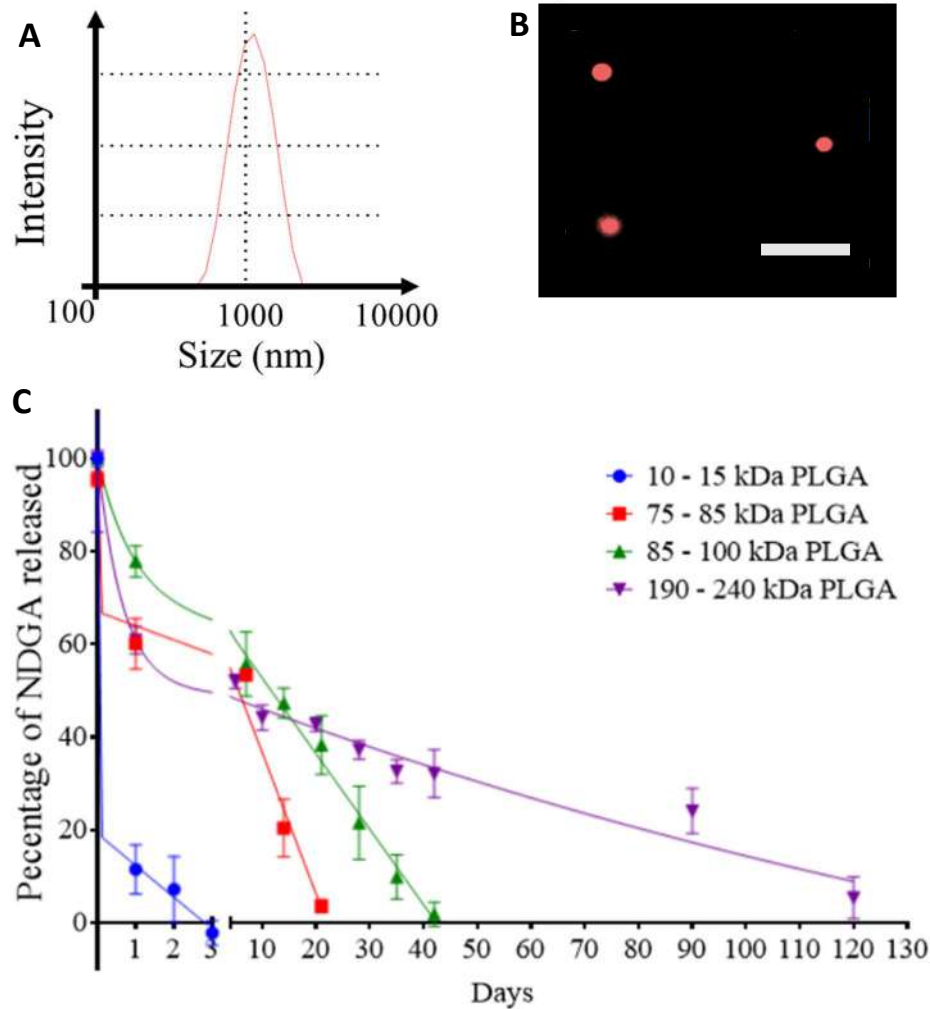 A
Intensity
100
1000
10000
Size (nm)
B
C
Pecentage of NDGA released
100
80
60
40
20
0
10 - 15 kDa PLGA
75 - 85 kDa PLGA
85 - 100 kDa PLGA
190 - 240 kDa PLGA
1 2 3 10 20 30 40 50 60 70 80 90 100 110 120 130
Days